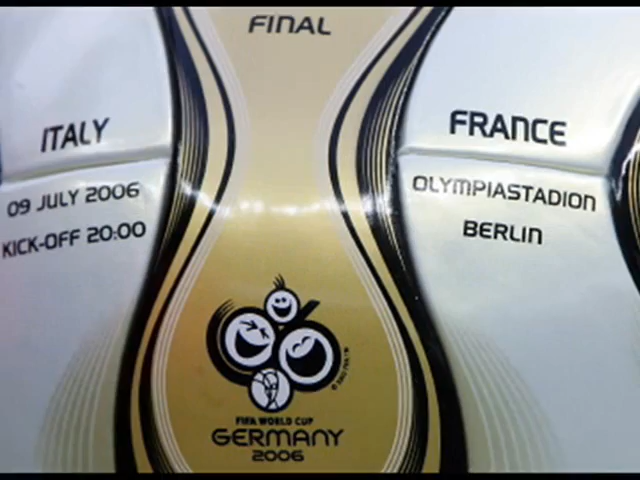 FINAL
ITALY
09 JULY 2006
KICK-OFF 20:00
FRANCE
OLYMPIASTADION
BERLIN
FIFA WORLD CUP
GERMANY
2006